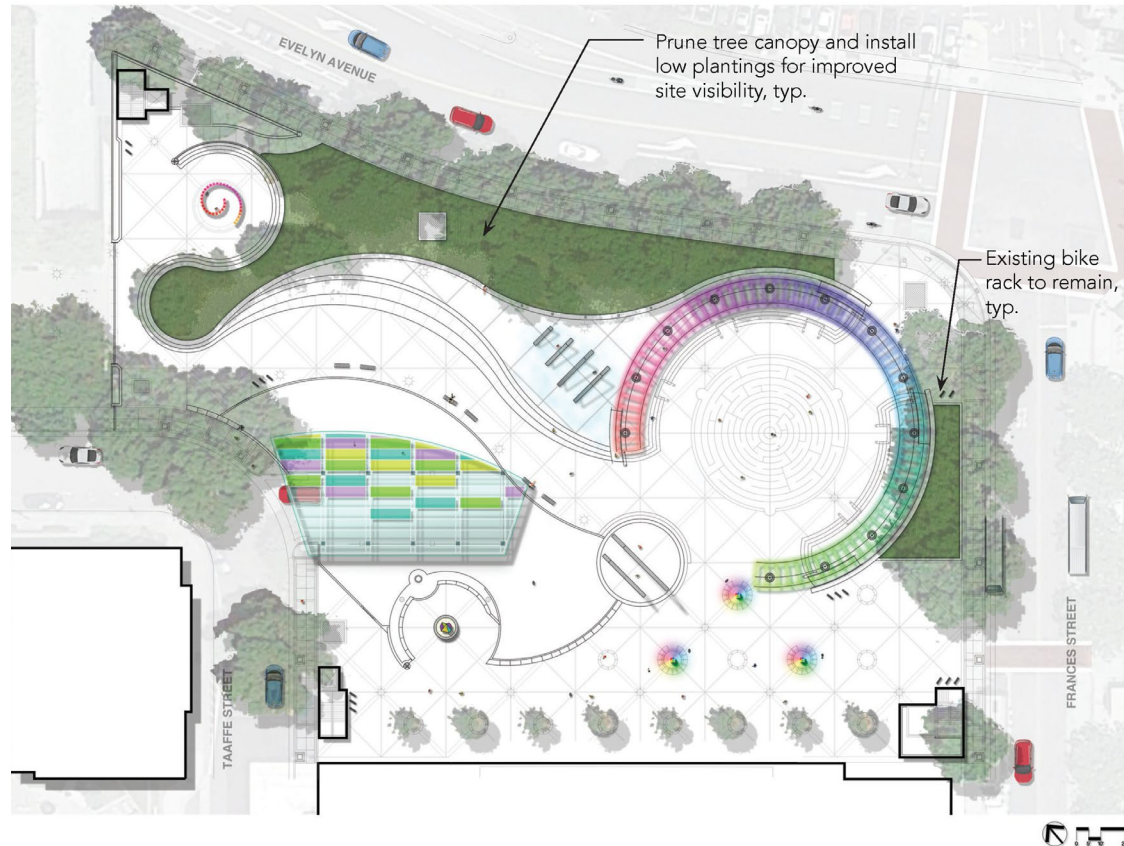 EVELYN AVENUE
Prune tree canopy and install
low plantings for improved
site visibility, typ.
Existing bike
rack to remain,
typ.
TAAFFE STREET
FRANCES STREET